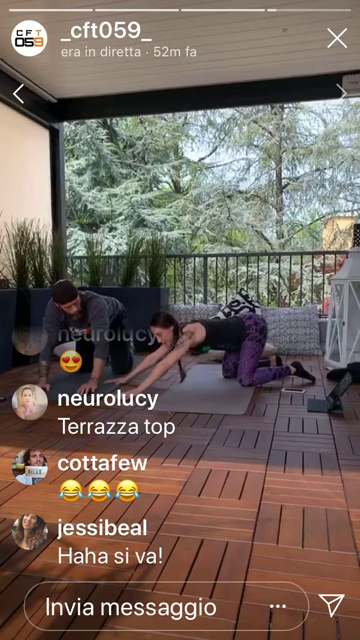 CFT
059
_cft059_
era in diretta · 52m fa
neurolucy
😍
neurolucy
Terrazza top
cottafew
😂😂😂
jessibeal
Haha si va!
Invia messaggio